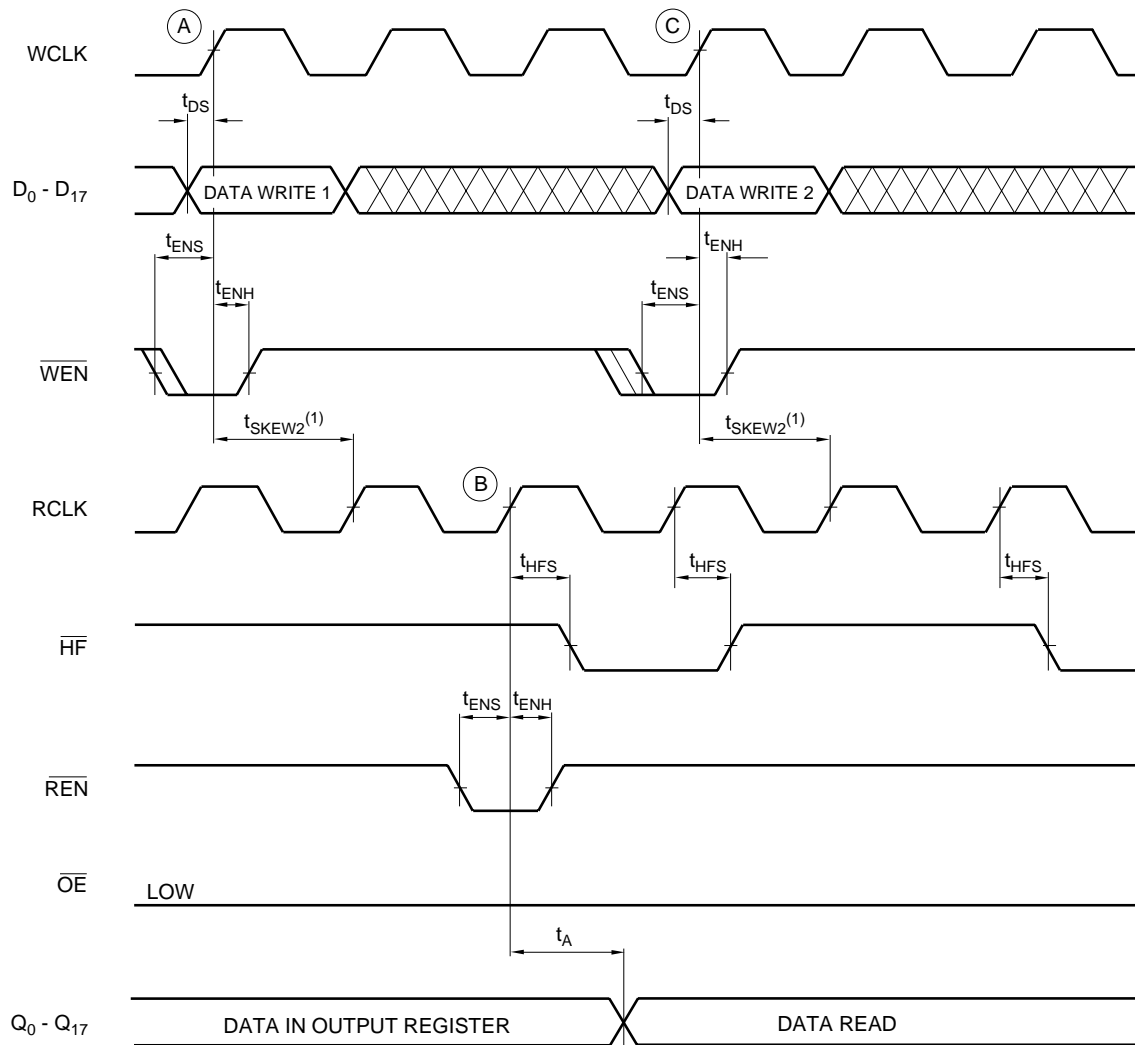 A C
WCLK
tDS tDS
D0 - D17 DATA WRITE 1 DATA WRITE 2
tENS tENH
tENH tENS
WEN
tSKEW2(1) tSKEW2(1)
B
RCLK
tHFS tHFS tHFS
HF
tENS tENH
REN
OE LOW
tA
Q0 - Q17 DATA IN OUTPUT REGISTER DATA READ